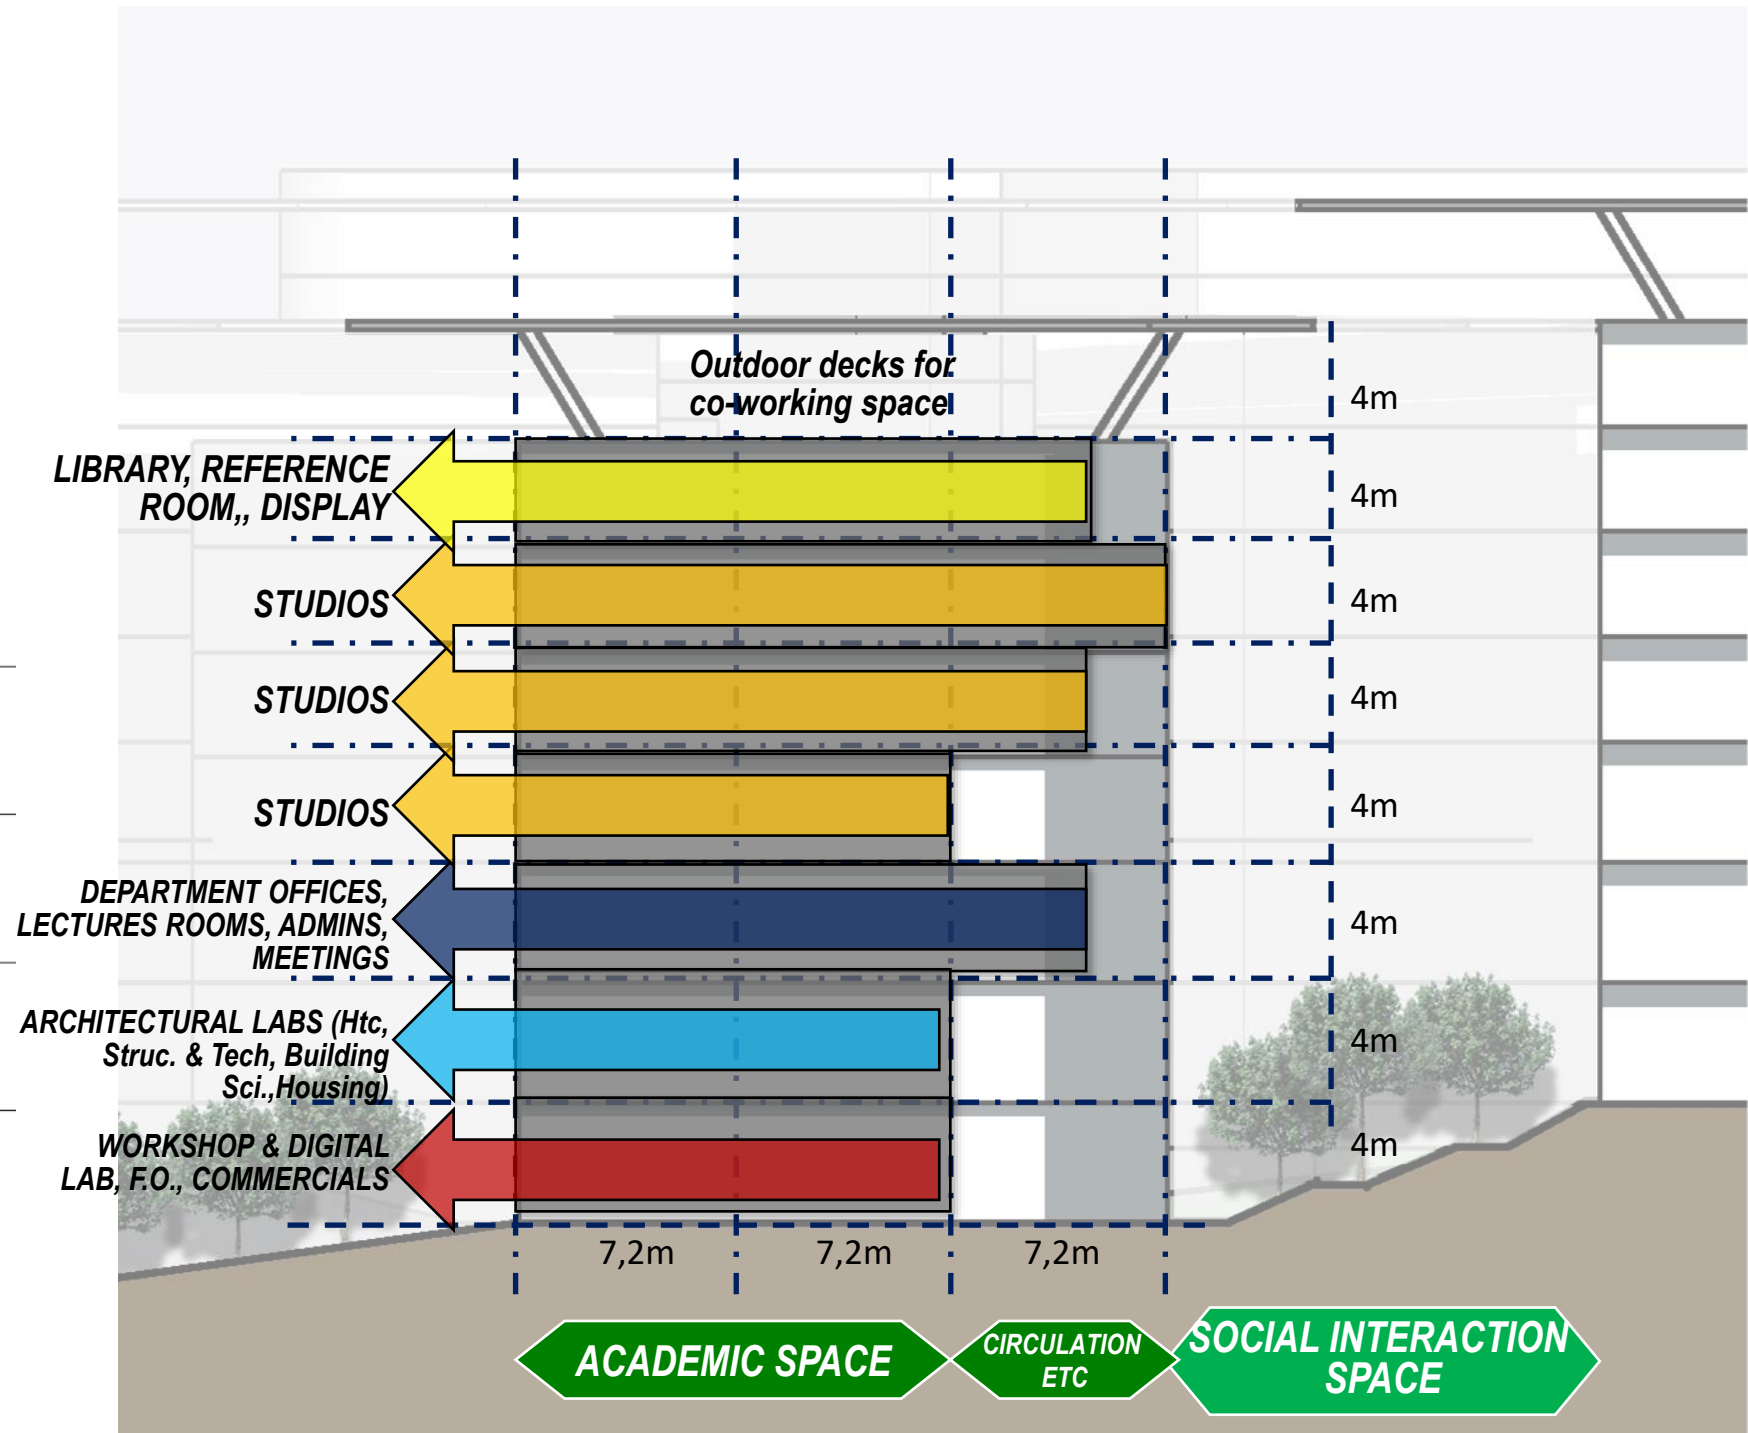 Outdoor decks for
co-working space
4m
LIBRARY, REFERENCE
ROOM,, DISPLAY
4m
STUDIOS
4m
STUDIOS
4m
STUDIOS
4m
DEPARTMENT OFFICES,
LECTURES ROOMS, ADMINS,
MEETINGS
4m
ARCHITECTURAL LABS (Htc,
Struc. & Tech, Building
Sci.,Housing)
4m
WORKSHOP & DIGITAL
LAB, F.O., COMMERCIALS
4m
7,2m
7,2m
7,2m
ACADEMIC SPACE
CIRCULATION
ETC
SOCIAL INTERACTION
SPACE